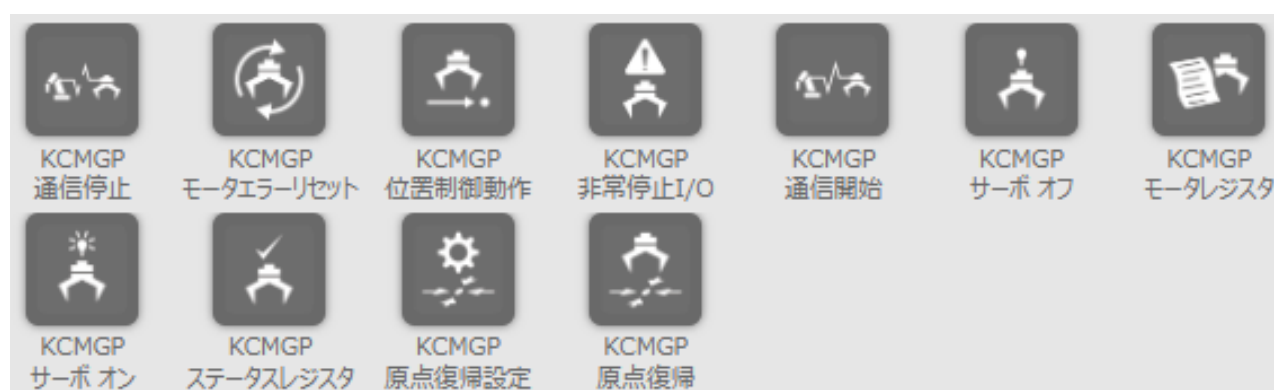 KCMGP
通信停止
KCMGP
モータエラーリセット
KCMGP
位置制御動作
KCMGP
非常停止I/O
KCMGP
通信開始
KCMGP
サーボ オフ
KCMGP
モータレジスタ
KCMGP
サーボ オン
KCMGP
ステータスレジスタ
KCMGP
原点復帰設定
KCMGP
原点復帰